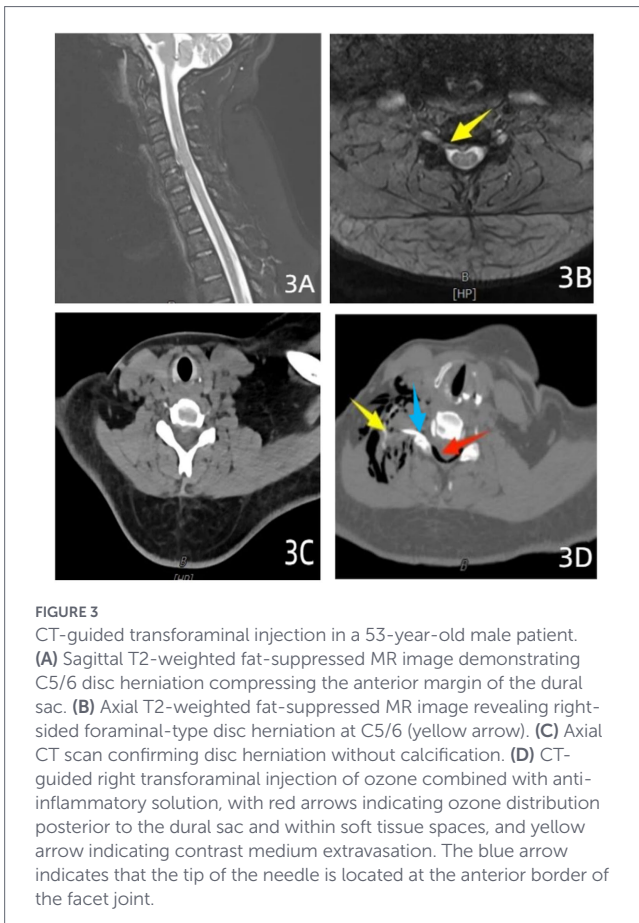 3A
B
[HP]
3B
3C
B
3D
B
FIGURE 3
CT-guided transforaminal injection in a 53-year-old male patient.
(A) Sagittal T2-weighted fat-suppressed MR image demonstrating
C5/6 disc herniation compressing the anterior margin of the dural
sac. (B) Axial T2-weighted fat-suppressed MR image revealing right-
sided foraminal-type disc herniation at C5/6 (yellow arrow). (C) Axial
CT scan confirming disc herniation without calcification. (D) CT-
guided right transforaminal injection of ozone combined with anti-
inflammatory solution, with red arrows indicating ozone distribution
posterior to the dural sac and within soft tissue spaces, and yellow
arrow indicating contrast medium extravasation. The blue arrow
indicates that the tip of the needle is located at the anterior border of
the facet joint.